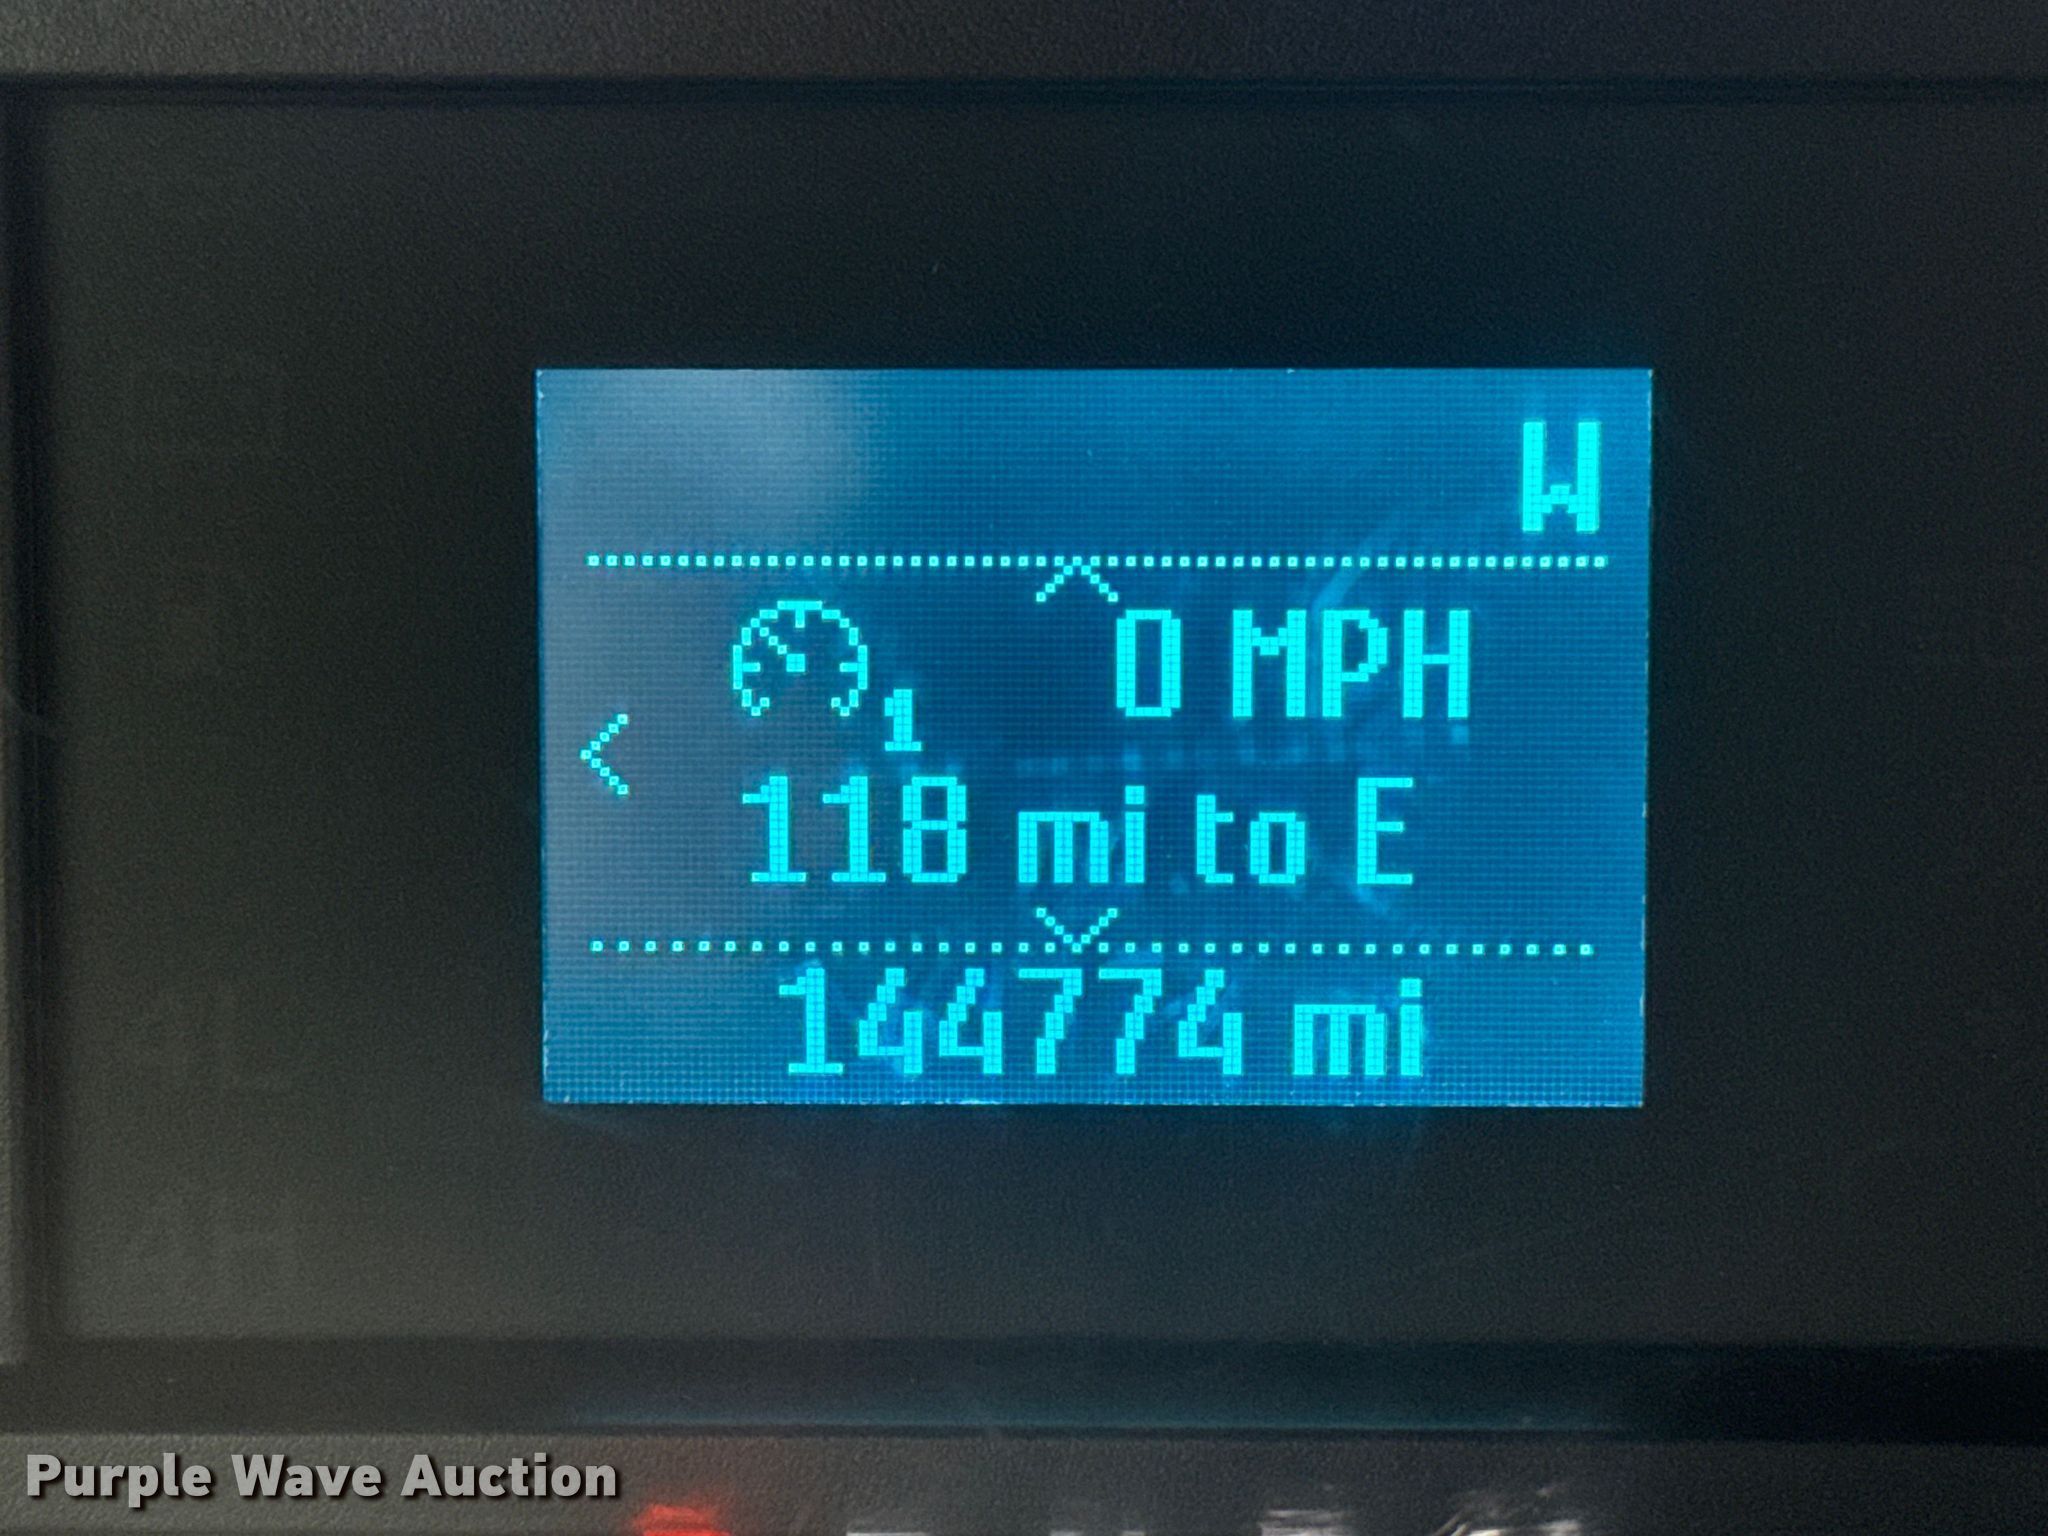 W
0 MPH
1
118 mi to E
144774 mi
Purple Wave Auction